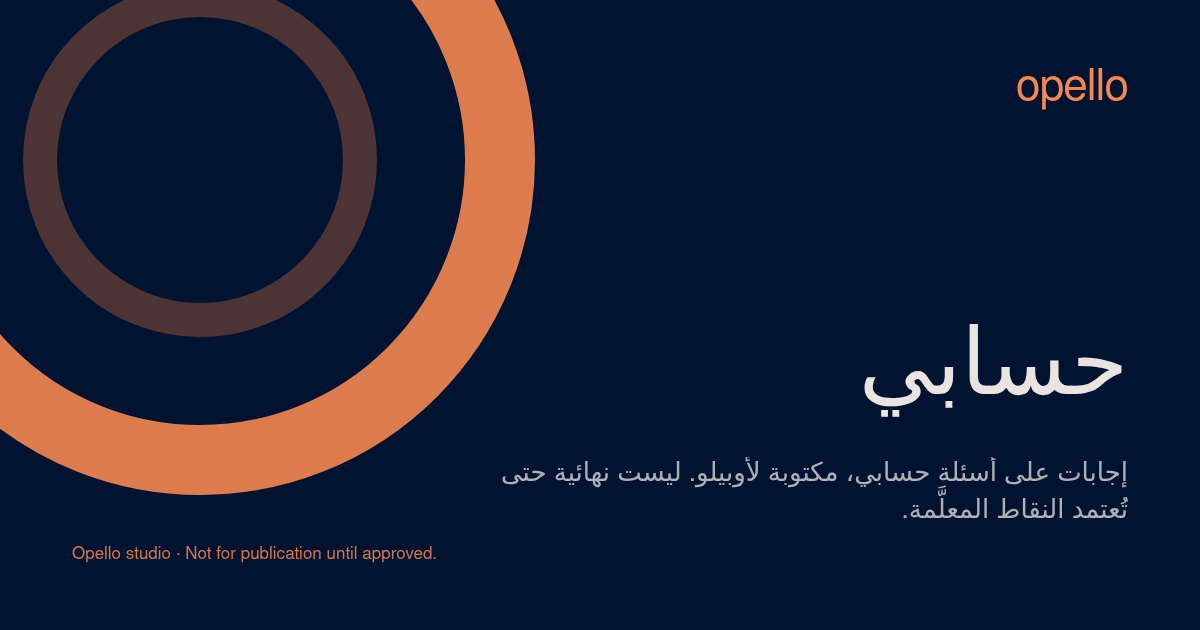 opello
حسابي
إجابات على أسئلة حسابي، مكتوبة لأوبيلو. ليست نهائية حتى
تُعتمد النقاط المعلَّمة.
Opello studio · Not for publication until approved.